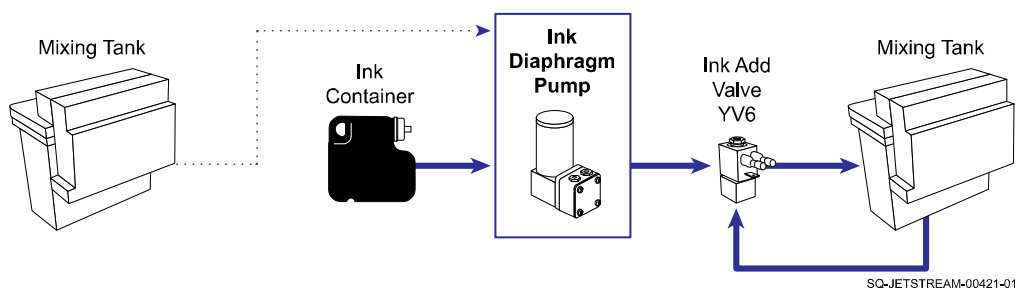 Mixing Tank
Ink
Container
Ink
Diaphragm
Pump
Ink Add
Valve
YV6
Mixing Tank
SQ-JETSTREAM-00421-01